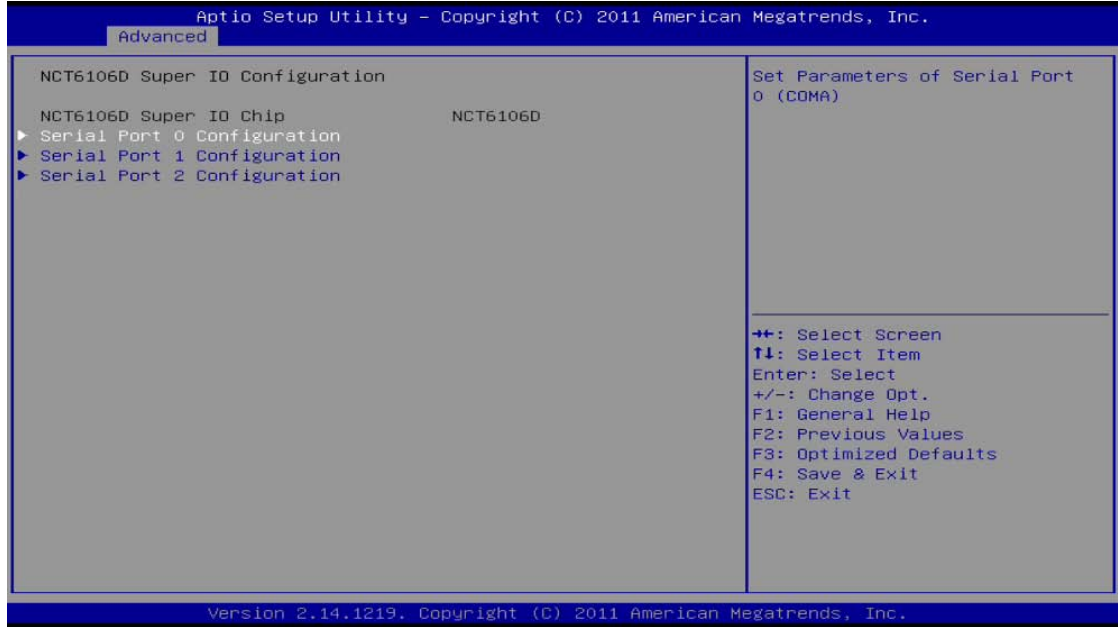 Aptio Setup Utility – Copyright (C) 2011 American Megatrends, Inc.
Advanced
NCT6106D Super IO Configuration
NCT6106D Super IO Chip NCT6106D
▶ Serial Port 0 Configuration
▶ Serial Port 1 Configuration
▶ Serial Port 2 Configuration
Set Parameters of Serial Port
0 (COMA)
→←: Select Screen
↑↓: Select Item
Enter: Select
+/-: Change Opt.
F1: General Help
F2: Previous Values
F3: Optimized Defaults
F4: Save & Exit
ESC: Exit
Version 2.14.1219. Copyright (C) 2011 American Megatrends, Inc.